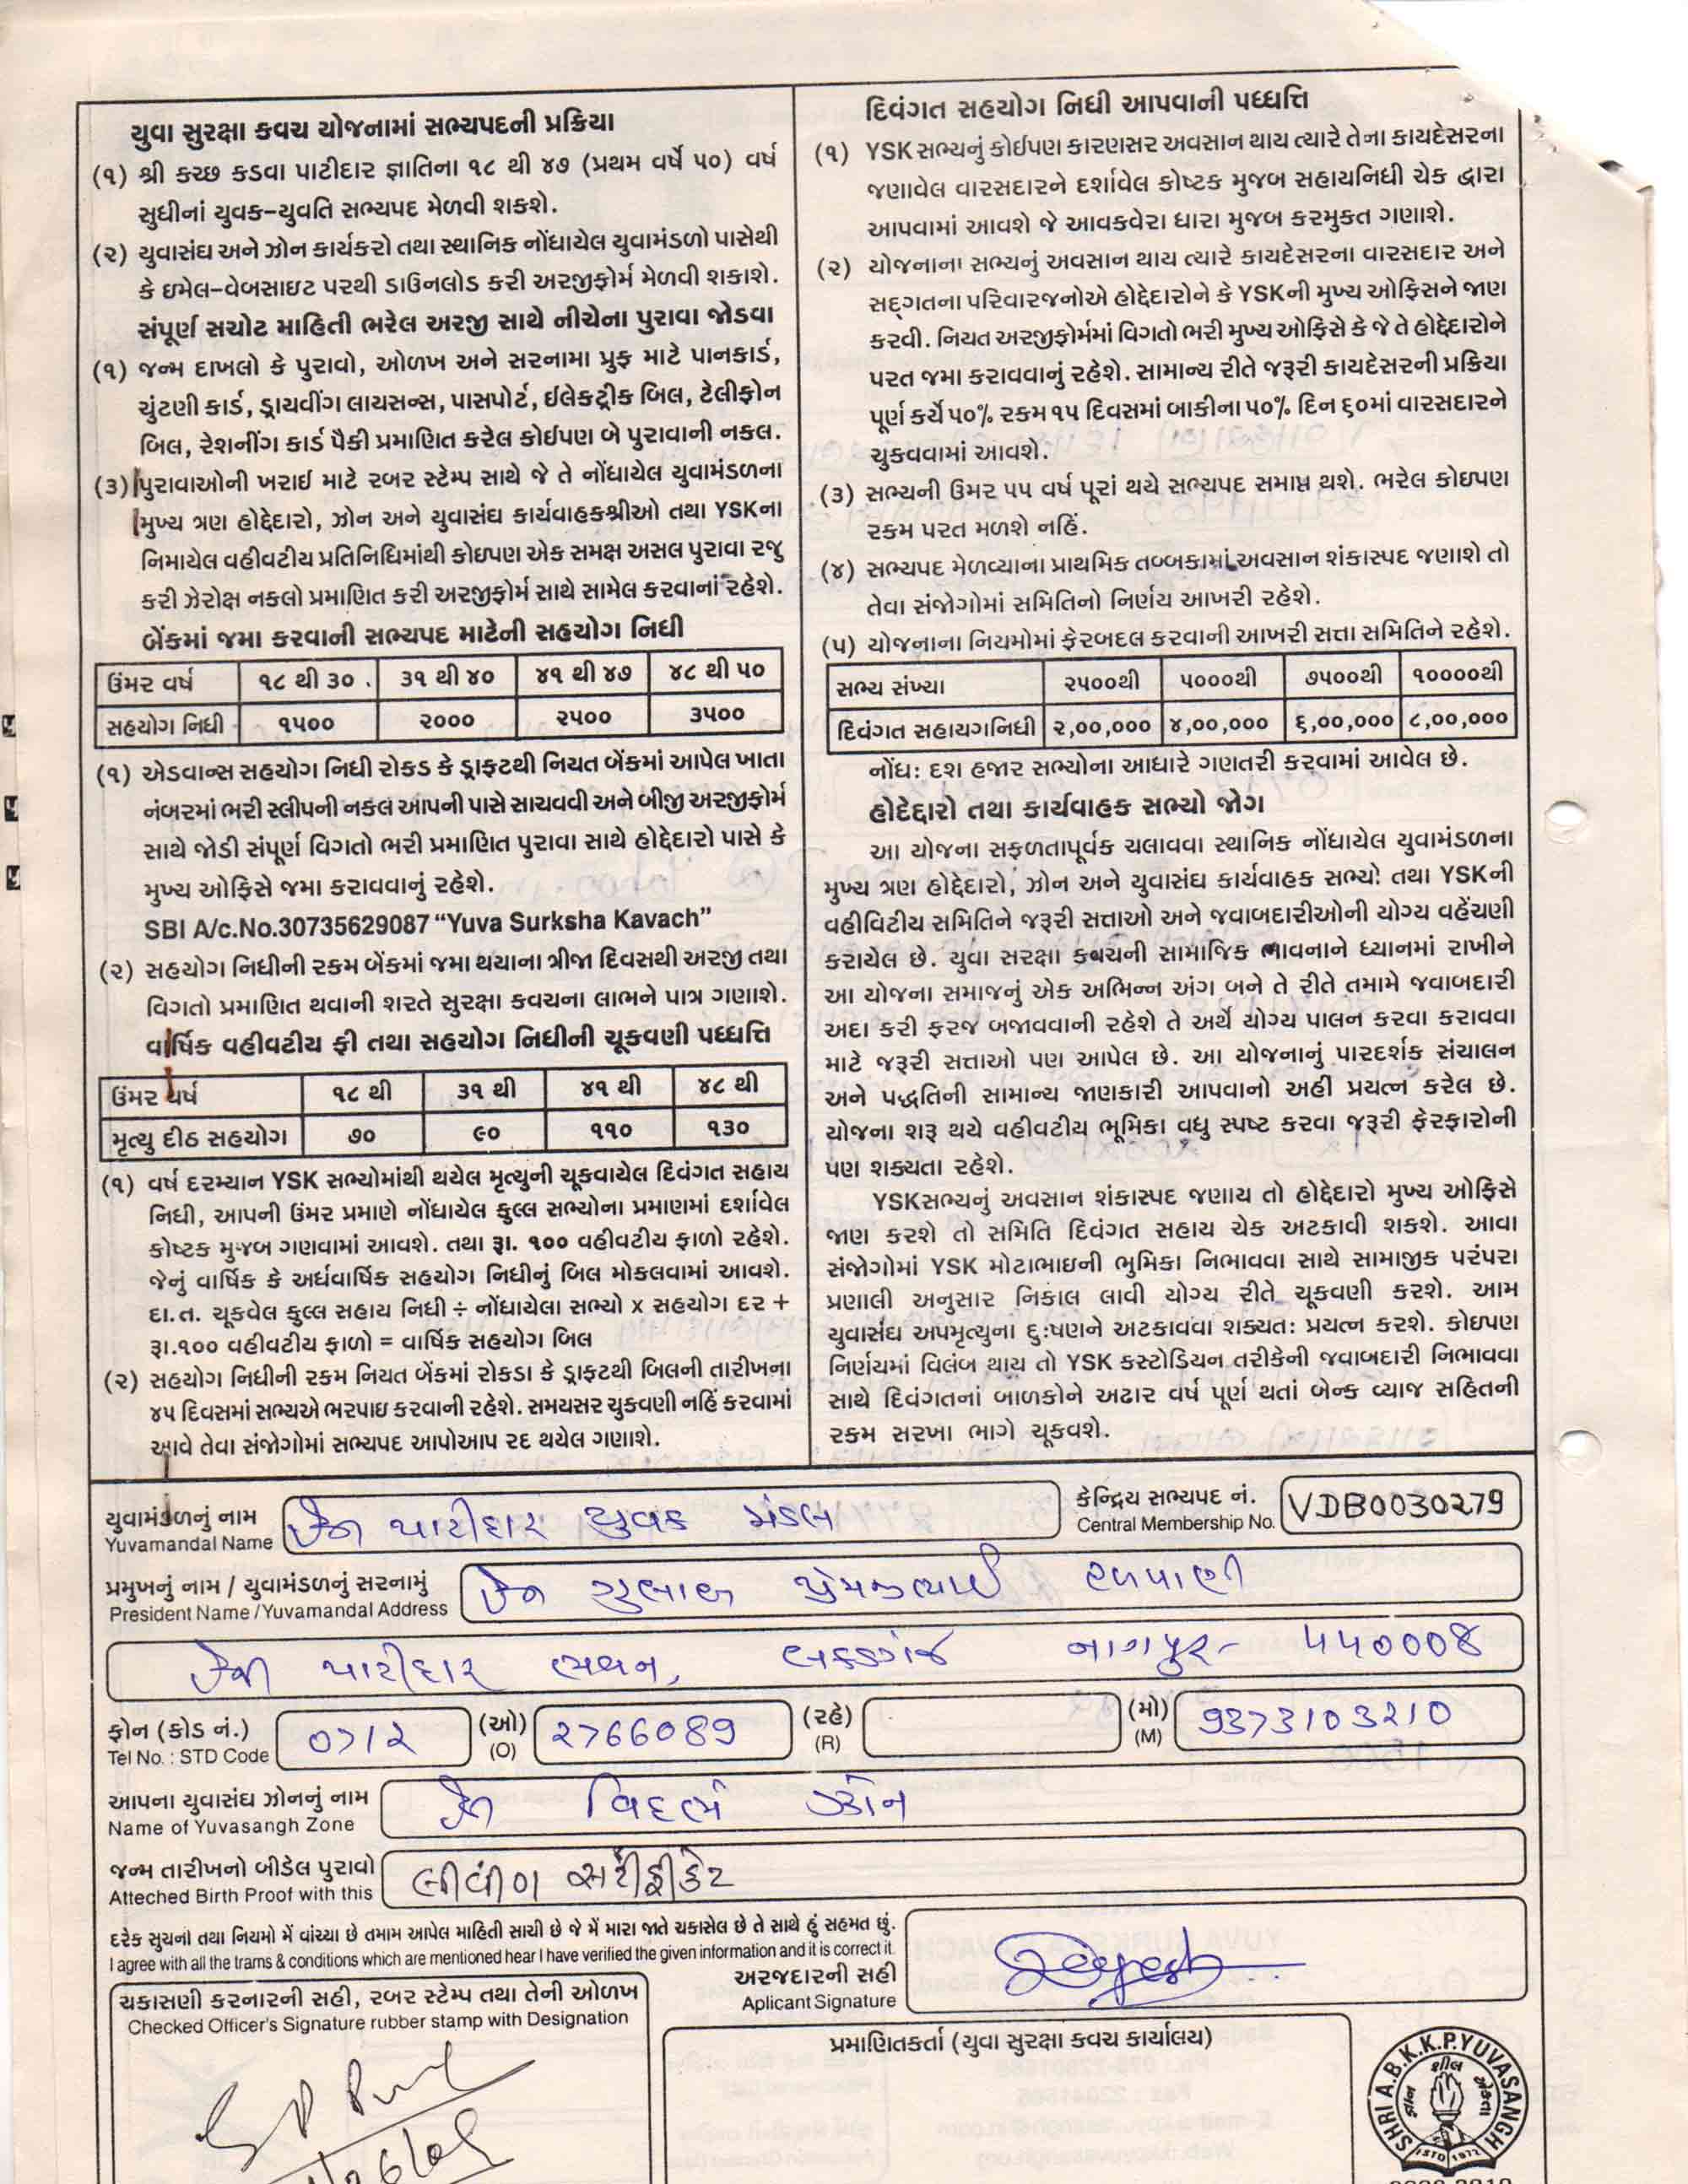 યુવા સુરક્ષા કવચ યોજનામાં સભ્યપદની પ્રક્રિયા
(૧) શ્રી કચ્છ કડવા પાટીદાર જ્ઞાતિના ૧૮ થી ૪૭ (પ્રથમ વર્ષે ૫૦) વર્ષ
સુધીનાં યુવક–યુવતિ સભ્યપદ મેળવી શકશે.
(૨) યુવાસંઘ અને ઝોન કાર્યકરો તથા સ્થાનિક નોંધાયેલ યુવામંડળો પાસેથી
કે ઇમેલ–વેબસાઇટ પરથી ડાઉનલોડ કરી અરજીફોર્મ મેળવી શકાશે.
સંપૂર્ણ સચોટ માહિતી ભરેલ અરજી સાથે નીચેના પુરાવા જોડવા
(૧) જન્મ દાખલો કે પુરાવો, ઓળખ અને સરનામા પ્રુફ માટે પાનકાર્ડ,
ચુંટણી કાર્ડ, ડ્રાયવીંગ લાયસન્સ, પાસપોર્ટ, ઈલેક્ટ્રીક બિલ, ટેલીફોન
બિલ, રેશનીંગ કાર્ડ પૈકી પ્રમાણિત કરેલ કોઈપણ બે પુરાવાની નકલ.
(૩) પુરાવાઓની ખરાઈ માટે રબર સ્ટેમ્પ સાથે જે તે નોંધાયેલ યુવામંડળના
મુખ્ય ત્રણ હોદ્દેદારો, ઝોન અને યુવાસંઘ કાર્યવાહકશ્રીઓ તથા YSKના
નિમાયેલ વહીવટીય પ્રતિનિધિમાંથી કોઇપણ એક સમક્ષ અસલ પુરાવા રજુ
કરી ઝેરોક્ષ નકલો પ્રમાણિત કરી અરજીફોર્મ સાથે સામેલ કરવાનાં રહેશે.
બેંકમાં જમા કરવાની સભ્યપદ માટેની સહયોગ નિધી
ઉંમર વર્ષ ૧૮ થી ૩૦ ૩૧ થી ૪૦ ૪૧ થી ૪૭ ૪૮ થી ૫૦
સહયોગ નિધી ૧૫૦૦ ૨૦૦૦ ૨૫૦૦ ૩૫૦૦
(૧) એડવાન્સ સહયોગ નિધી રોકડ કે ડ્રાફ્ટથી નિયત બેંકમાં આપેલ ખાતા
નંબરમાં ભરી સ્લીપની નકલ આપની પાસે સાચવવી અને બીજી અરજીફોર્મ
સાથે જોડી સંપૂર્ણ વિગતો ભરી પ્રમાણિત પુરાવા સાથે હોદ્દેદારો પાસે કે
મુખ્ય ઓફિસે જમા કરાવવાનું રહેશે.
SBI A/c.No.30735629087 "Yuva Surksha Kavach"
(૨) સહયોગ નિધીની રકમ બેંકમાં જમા થયાના ત્રીજા દિવસથી અરજી તથા
વિગતો પ્રમાણિત થવાની શરતે સુરક્ષા કવચના લાભને પાત્ર ગણાશે.
વાર્ષિક વહીવટીય ફી તથા સહયોગ નિધીની ચૂકવણી પધ્ધત્તિ
ઉંમર વર્ષ ૧૮ થી ૩૧ થી ૪૧ થી ૪૮ થી
મૃત્યુ દીઠ સહયોગ ૭૦ ૯૦ ૧૧૦ ૧૩૦
(૧) વર્ષ દરમ્યાન YSK સભ્યોમાંથી થયેલ મૃત્યુની ચૂકવાયેલ દિવંગત સહાય
નિધી, આપની ઉંમર પ્રમાણે નોંધાયેલ કુલ્લ સભ્યોના પ્રમાણમાં દર્શાવેલ
કોષ્ટક મુજબ ગણવામાં આવશે. તથા રૂા. ૧૦૦ વહીવટીય ફાળો રહેશે.
જેનું વાર્ષિક કે અર્ધવાર્ષિક સહયોગ નિધીનું બિલ મોકલવામાં આવશે.
દા.ત. ચૂકવેલ કુલ્લ સહાય નિધી ÷ નોંધાયેલા સભ્યો x સહયોગ દર +
રૂા.૧૦૦ વહીવટીય ફાળો = વાર્ષિક સહયોગ બિલ
(૨) સહયોગ નિધીની રકમ નિયત બેંકમાં રોકડા કે ડ્રાફ્ટથી બિલની તારીખના
૪૫ દિવસમાં સભ્યએ ભરપાઇ કરવાની રહેશે. સમયસર ચુકવણી નહિં કરવામાં
આવે તેવા સંજોગોમાં સભ્યપદ આપોઆપ રદ થયેલ ગણાશે.
દિવંગત સહયોગ નિધી આપવાની પધ્ધત્તિ
(૧) YSK સભ્યનું કોઈપણ કારણસર અવસાન થાય ત્યારે તેના કાયદેસરના
જણાવેલ વારસદારને દર્શાવેલ કોષ્ટક મુજબ સહાયનિધી ચેક દ્વારા
આપવામાં આવશે જે આવકવેરા ધારા મુજબ કરમુકત ગણાશે.
(૨) યોજનાના સભ્યનું અવસાન થાય ત્યારે કાયદેસરના વારસદાર અને
સદ્‌ગતના પરિવારજનોએ હોદ્દેદારોને કે YSKની મુખ્ય ઓફિસને જાણ
કરવી. નિયત અરજીફોર્મમાં વિગતો ભરી મુખ્ય ઓફિસે કે જે તે હોદ્દેદારોને
પરત જમા કરાવવાનું રહેશે. સામાન્ય રીતે જરૂરી કાયદેસરની પ્રક્રિયા
પૂર્ણ કર્યે ૫૦% રકમ ૧૫ દિવસમાં બાકીના ૫૦% દિન ૬૦માં વારસદારને
ચુકવવામાં આવશે.
(૩) સભ્યની ઉંમર ૫૫ વર્ષ પૂરાં થયે સભ્યપદ સમાપ્ત થશે. ભરેલ કોઇપણ
રકમ પરત મળશે નહિં.
(૪) સભ્યપદ મેળવ્યાના પ્રાથમિક તબ્બકામાં અવસાન શંકાસ્પદ જણાશે તો
તેવા સંજોગોમાં સમિતિનો નિર્ણય આખરી રહેશે.
(૫) યોજનાના નિયમોમાં ફેરબદલ કરવાની આખરી સત્તા સમિતિને રહેશે.
સભ્ય સંખ્યા ૨૫૦૦થી ૫૦૦૦થી ૭૫૦૦થી ૧૦૦૦૦થી
દિવંગત સહાયગનિધી ૨,૦૦,૦૦૦ ૪,૦૦,૦૦૦ ૬,૦૦,૦૦૦ ૮,૦૦,૦૦૦
નોંધ: દશ હજાર સભ્યોના આધારે ગણતરી કરવામાં આવેલ છે.
હોદેદ્દારો તથા કાર્યવાહક સભ્યો જોગ
આ યોજના સફળતાપૂર્વક ચલાવવા સ્થાનિક નોંધાયેલ યુવામંડળના
મુખ્ય ત્રણ હોદ્દેદારો, ઝોન અને યુવાસંઘ કાર્યવાહક સભ્યો તથા YSKની
વહીવિટીય સમિતિને જરૂરી સત્તાઓ અને જવાબદારીઓની યોગ્ય વહેંચણી
કરાયેલ છે. યુવા સરક્ષા કવચની સામાજિક ભાવનાને ધ્યાનમાં રાખીને
આ યોજના સમાજનું એક અભિન્ન અંગ બને તે રીતે તમામે જવાબદારી
અદા કરી ફરજ બજાવવાની રહેશે તે અર્થે યોગ્ય પાલન કરવા કરાવવા
માટે જરૂરી સત્તાઓ પણ આપેલ છે. આ યોજનાનું પારદર્શક સંચાલન
અને પદ્ધતિની સામાન્ય જાણકારી આપવાનો અહીં પ્રયત્ન કરેલ છે.
યોજના શરૂ થયે વહીવટીય ભૂમિકા વધુ સ્પષ્ટ કરવા જરૂરી ફેરફારોની
પણ શક્યતા રહેશે.
YSKસભ્યનું અવસાન શંકાસ્પદ જણાય તો હોદ્દેદારો મુખ્ય ઓફિસે
જાણ કરશે તો સમિતિ દિવંગત સહાય ચેક અટકાવી શકશે. આવા
સંજોગોમાં YSK મોટાભાઇની ભુમિકા નિભાવવા સાથે સામાજીક પરંપરા
પ્રણાલી અનુસાર નિકાલ લાવી યોગ્ય રીતે ચૂકવણી કરશે. આમ
યુવાસંઘ અપમૃત્યુના દુ:ષણને અટકાવવા શક્યત: પ્રયત્ન કરશે. કોઇપણ
નિર્ણયમાં વિલંબ થાય તો YSK કસ્ટોડિયન તરીકેની જવાબદારી નિભાવવા
સાથે દિવંગતનાં બાળકોને અઢાર વર્ષ પૂર્ણ થતાં બેન્ક વ્યાજ સહિતની
રકમ સરખા ભાગે ચૂકવશે.
યુવામંડળનું નામ પાટીદાર યુવક મંડલ કેન્દ્રિય સભ્યપદ નં. VDB0030279
Yuvamandal Name Central Membership No.
પ્રમુખનું નામ / યુવામંડળનું સરનામું
President Name/Yuvamandal Address
પાટીદાર ભવન, લકડગંજ નાગપુર- ૪૪૦૦૦8
ફોન (કોડ નં.) 0712 (ઓ) 2766089 (રહે) (મો) 9373103210
Tel No. : STD Code (O) (R) (M)
આપના યુવાસંઘ ઝોનનું નામ વિદર્ભ ઝોન
Name of Yuvasangh Zone
જન્મ તારીખનો બીડેલ પુરાવો લીવીંગ સર્ટીફીકેટ
Atteched Birth Proof with this
દરેક સુચનો તથા નિયમો મેં વાંચ્યા છે તમામ આપેલ માહિતી સાચી છે જે મેં મારા જાતે ચકાસેલ છે તે સાથે હું સહમત છું.
I agree with all the trams & conditions which are mentioned hear I have verified the given information and it is correct it.
અરજદારની સહી
Aplicant Signature
ચકાસણી કરનારની સહી, રબર સ્ટેમ્પ તથા તેની ઓળખ
Checked Officer's Signature rubber stamp with Designation
પ્રમાણિતકર્તા (યુવા સુરક્ષા કવચ કાર્યાલય)
SHRI A.B.K.K.P.YUVASANGH